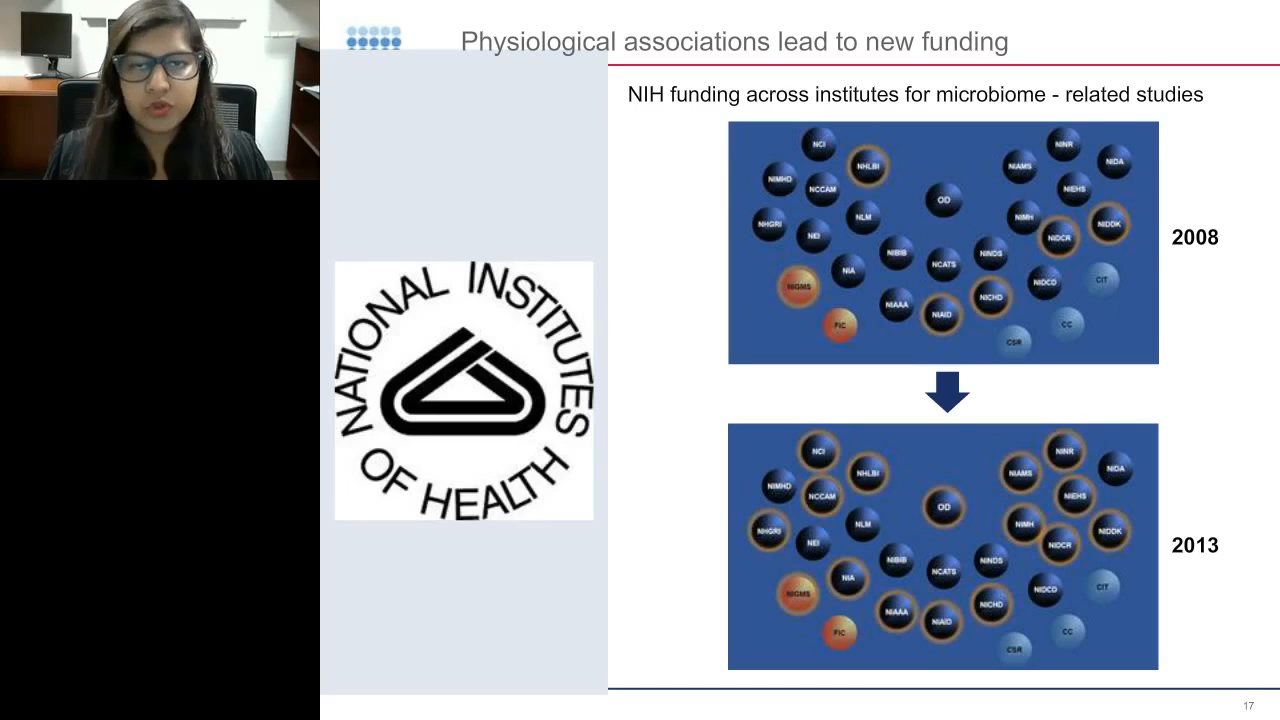 Physiological associations lead to new funding
NIH funding across institutes for microbiome - related studies
NATIONAL INSTITUTES OF HEALTH
NCI
NHLBI
NIMHD
NCCAM
NHGRI
NEI
NLM
OD
NIBIB
NIA
NCATS
NINDS
NIAAA
NIAID
NICHD
NIGMS
FIC
NIAMS
NINR
NIDA
NIEHS
NIMH
NIDCR
NIDDK
NIDCD
CIT
CC
CSR
2008
NCI
NHLBI
NIMHD
NCCAM
NHGRI
NEI
NLM
OD
NIBIB
NIA
NCATS
NINDS
NIAAA
NIAID
NICHD
NIGMS
FIC
NIAMS
NINR
NIDA
NIEHS
NIMH
NIDCR
NIDDK
NIDCD
CIT
CC
CSR
2013
17